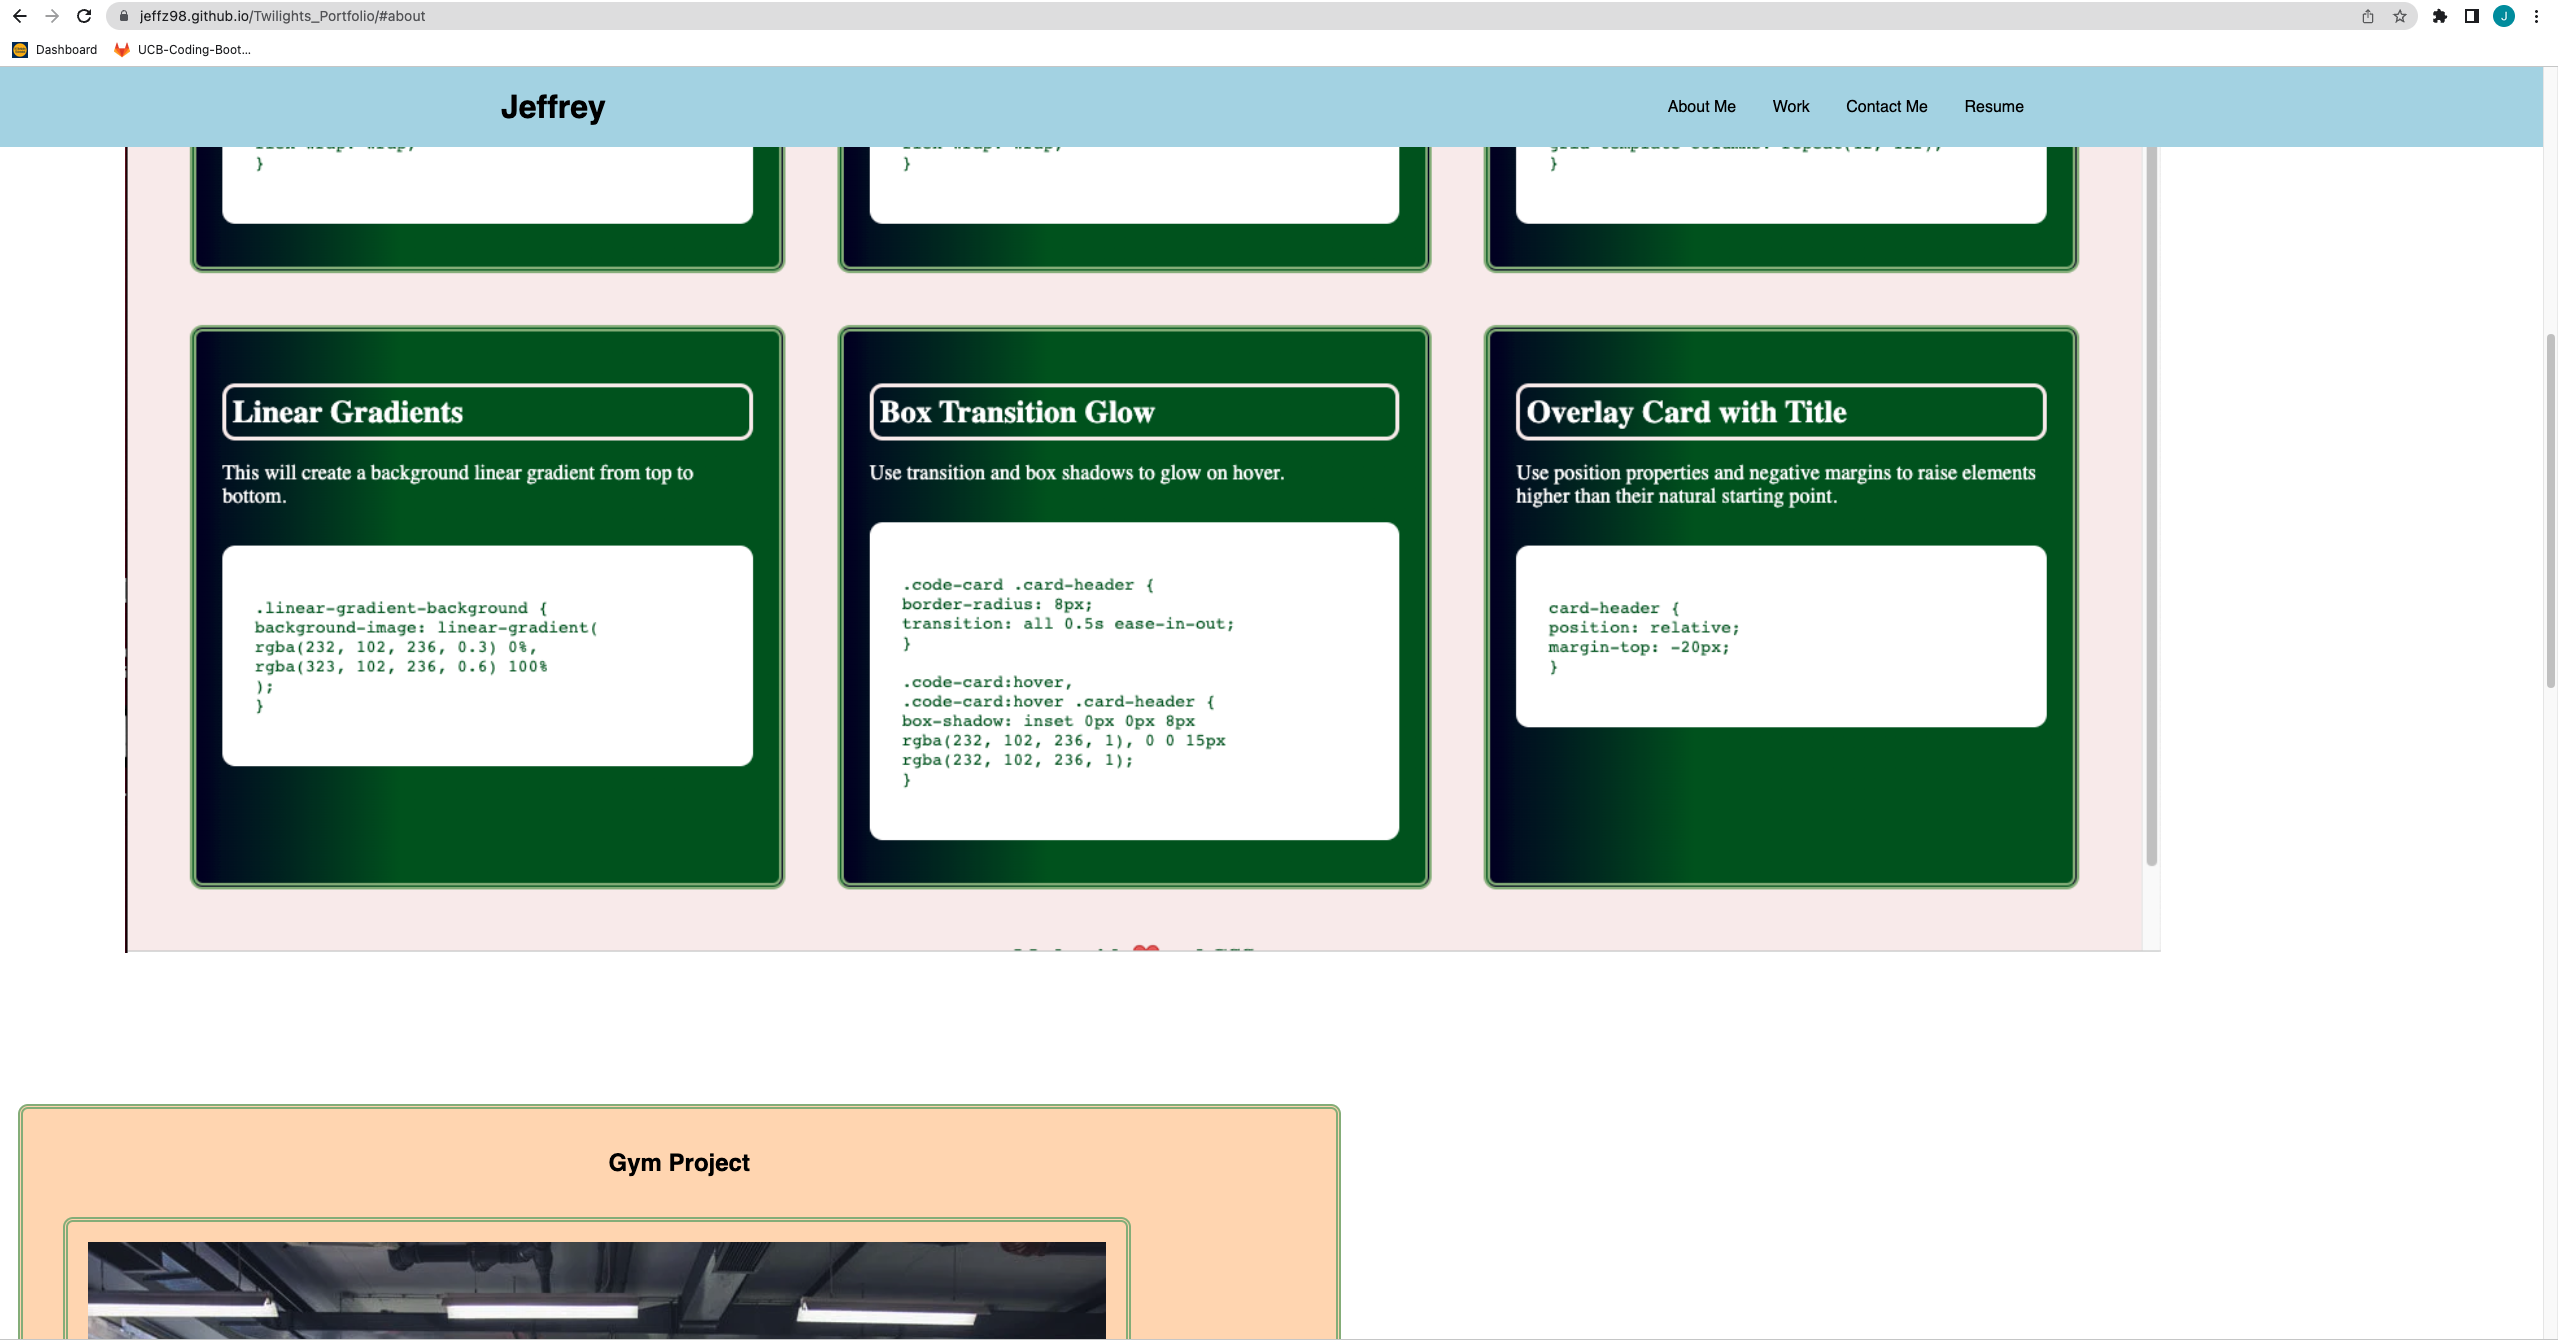 jeffz98.github.io/Twilights_Portfolio/#about
J
Dashboard
UCB-Coding-Boot...
Jeffrey
About Me
Work
Contact Me
Resume
}
}
}
Linear Gradients
This will create a background linear gradient from top to
bottom.
.linear-gradient-background {
background-image: linear-gradient(
rgba(232, 102, 236, 0.3) 0%,
rgba(323, 102, 236, 0.6) 100%
);
}
Box Transition Glow
Use transition and box shadows to glow on hover.
.code-card .card-header {
border-radius: 8px;
transition: all 0.5s ease-in-out;
}
.code-card:hover,
.code-card:hover .card-header {
box-shadow: inset 0px 0px 8px
rgba(232, 102, 236, 1), 0 0 15px
rgba(232, 102, 236, 1);
}
Overlay Card with Title
Use position properties and negative margins to raise elements
higher than their natural starting point.
card-header {
position: relative;
margin-top: -20px;
}
Gym Project